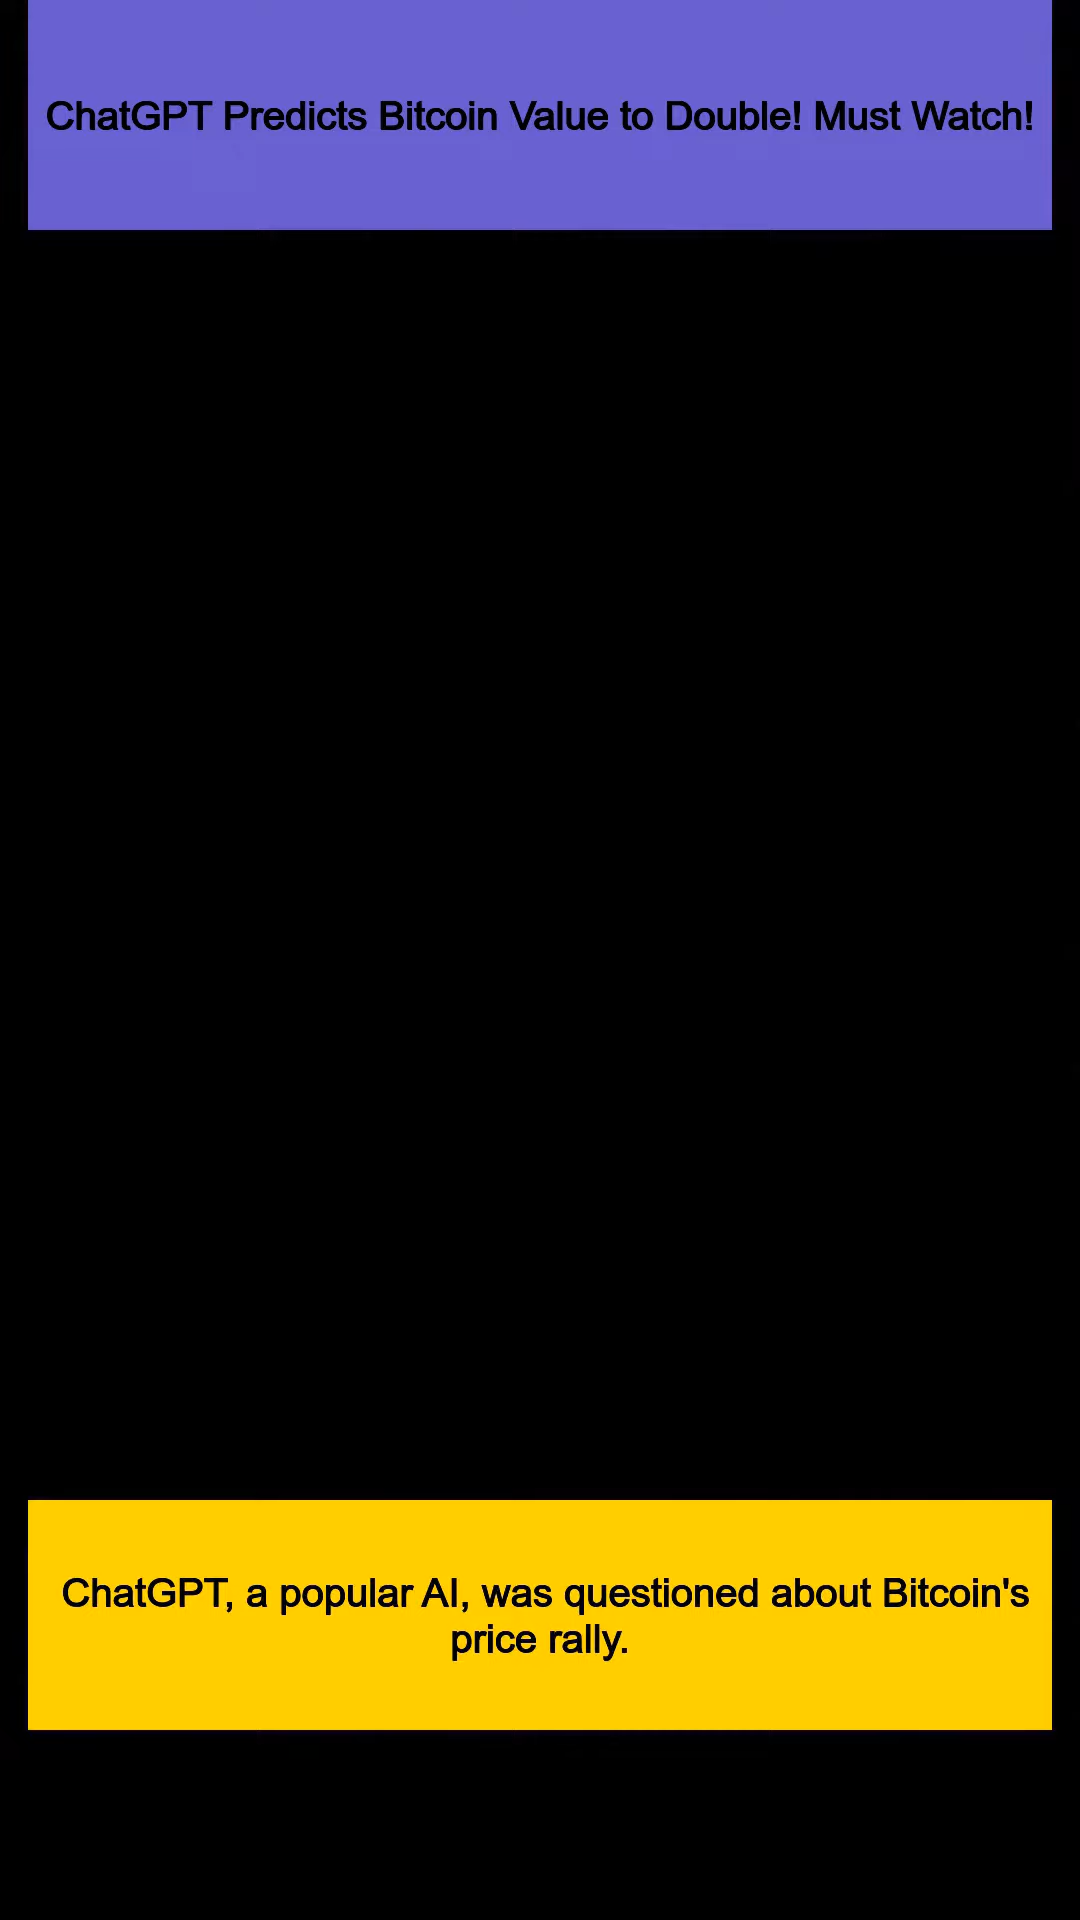 ChatGPT Predicts Bitcoin Value to Double! Must Watch!
ChatGPT, a popular AI, was questioned about Bitcoin's
price rally.